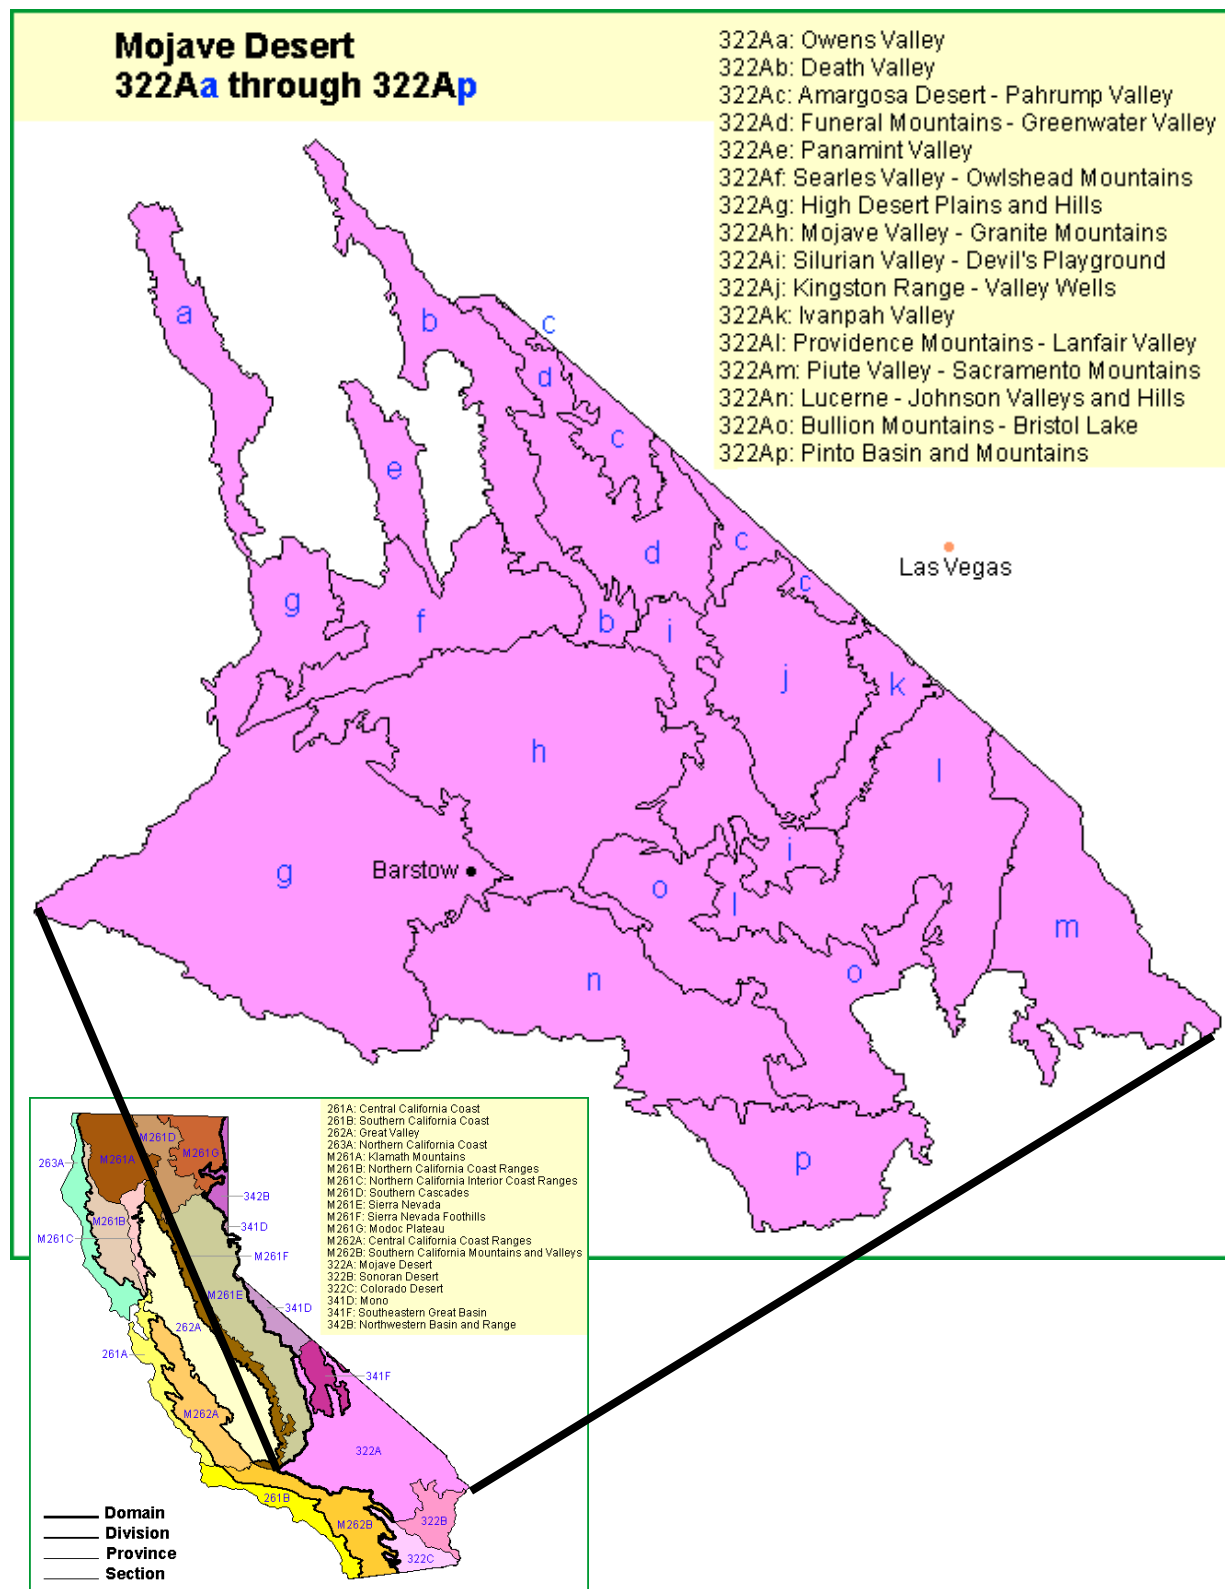 Mojave Desert
322Aa through 322Ap
322Aa: Owens Valley
322Ab: Death Valley
322Ac: Amargosa Desert - Pahrump Valley
322Ad: Funeral Mountains - Greenwater Valley
322Ae: Panamint Valley
322Af: Searles Valley - Owlshead Mountains
322Ag: High Desert Plains and Hills
322Ah: Mojave Valley - Granite Mountains
322Ai: Silurian Valley - Devil's Playground
322Aj: Kingston Range - Valley Wells
322Ak: Ivanpah Valley
322Al: Providence Mountains - Lanfair Valley
322Am: Piute Valley - Sacramento Mountains
322An: Lucerne - Johnson Valleys and Hills
322Ao: Bullion Mountains - Bristol Lake
322Ap: Pinto Basin and Mountains
a
b
c
d
c
e
c
d
Las Vegas
c
g
f
b
i
j
k
h
l
i
Barstow
g
o
l
m
n
o
p
261A: Central California Coast
261B: Southern California Coast
262A: Great Valley
263A: Northern California Coast
M261A: Klamath Mountains
M261B: Northern California Coast Ranges
M261C: Northern California Interior Coast Ranges
M261D: Southern Cascades
M261E: Sierra Nevada
M261F: Sierra Nevada Foothills
M261G: Modoc Plateau
M262A: Central California Coast Ranges
M262B: Southern California Mountains and Valleys
322A: Mojave Desert
322B: Sonoran Desert
322C: Colorado Desert
341D: Mono
341F: Southeastern Great Basin
342B: Northwestern Basin and Range
M261D
M261G
263A
M261A
342B
M261B
341D
M261C
M261F
M261E
341D
262A
261A
341F
M262A
322A
261B
M262B
322B
322C
Domain
Division
Province
Section